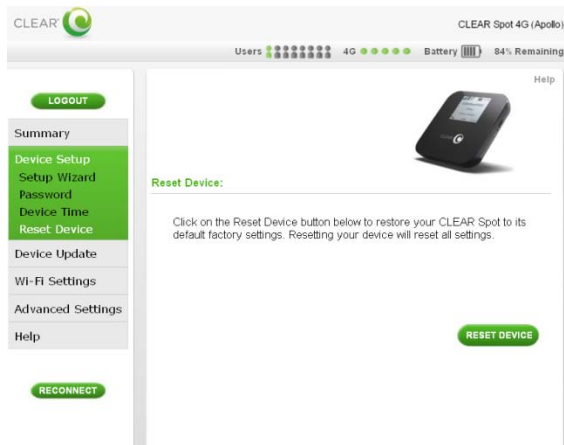 CLEAR
CLEAR Spot 4G (Apollo)
Users 4G Battery 84% Remaining
Help
LOGOUT
Summary
Device Setup
Setup Wizard
Password
Device Time
Reset Device
Device Update
Wi-Fi Settings
Advanced Settings
Help
RECONNECT
Reset Device:
Click on the Reset Device button below to restore your CLEAR Spot to its
default factory settings. Resetting your device will reset all settings.
RESET DEVICE